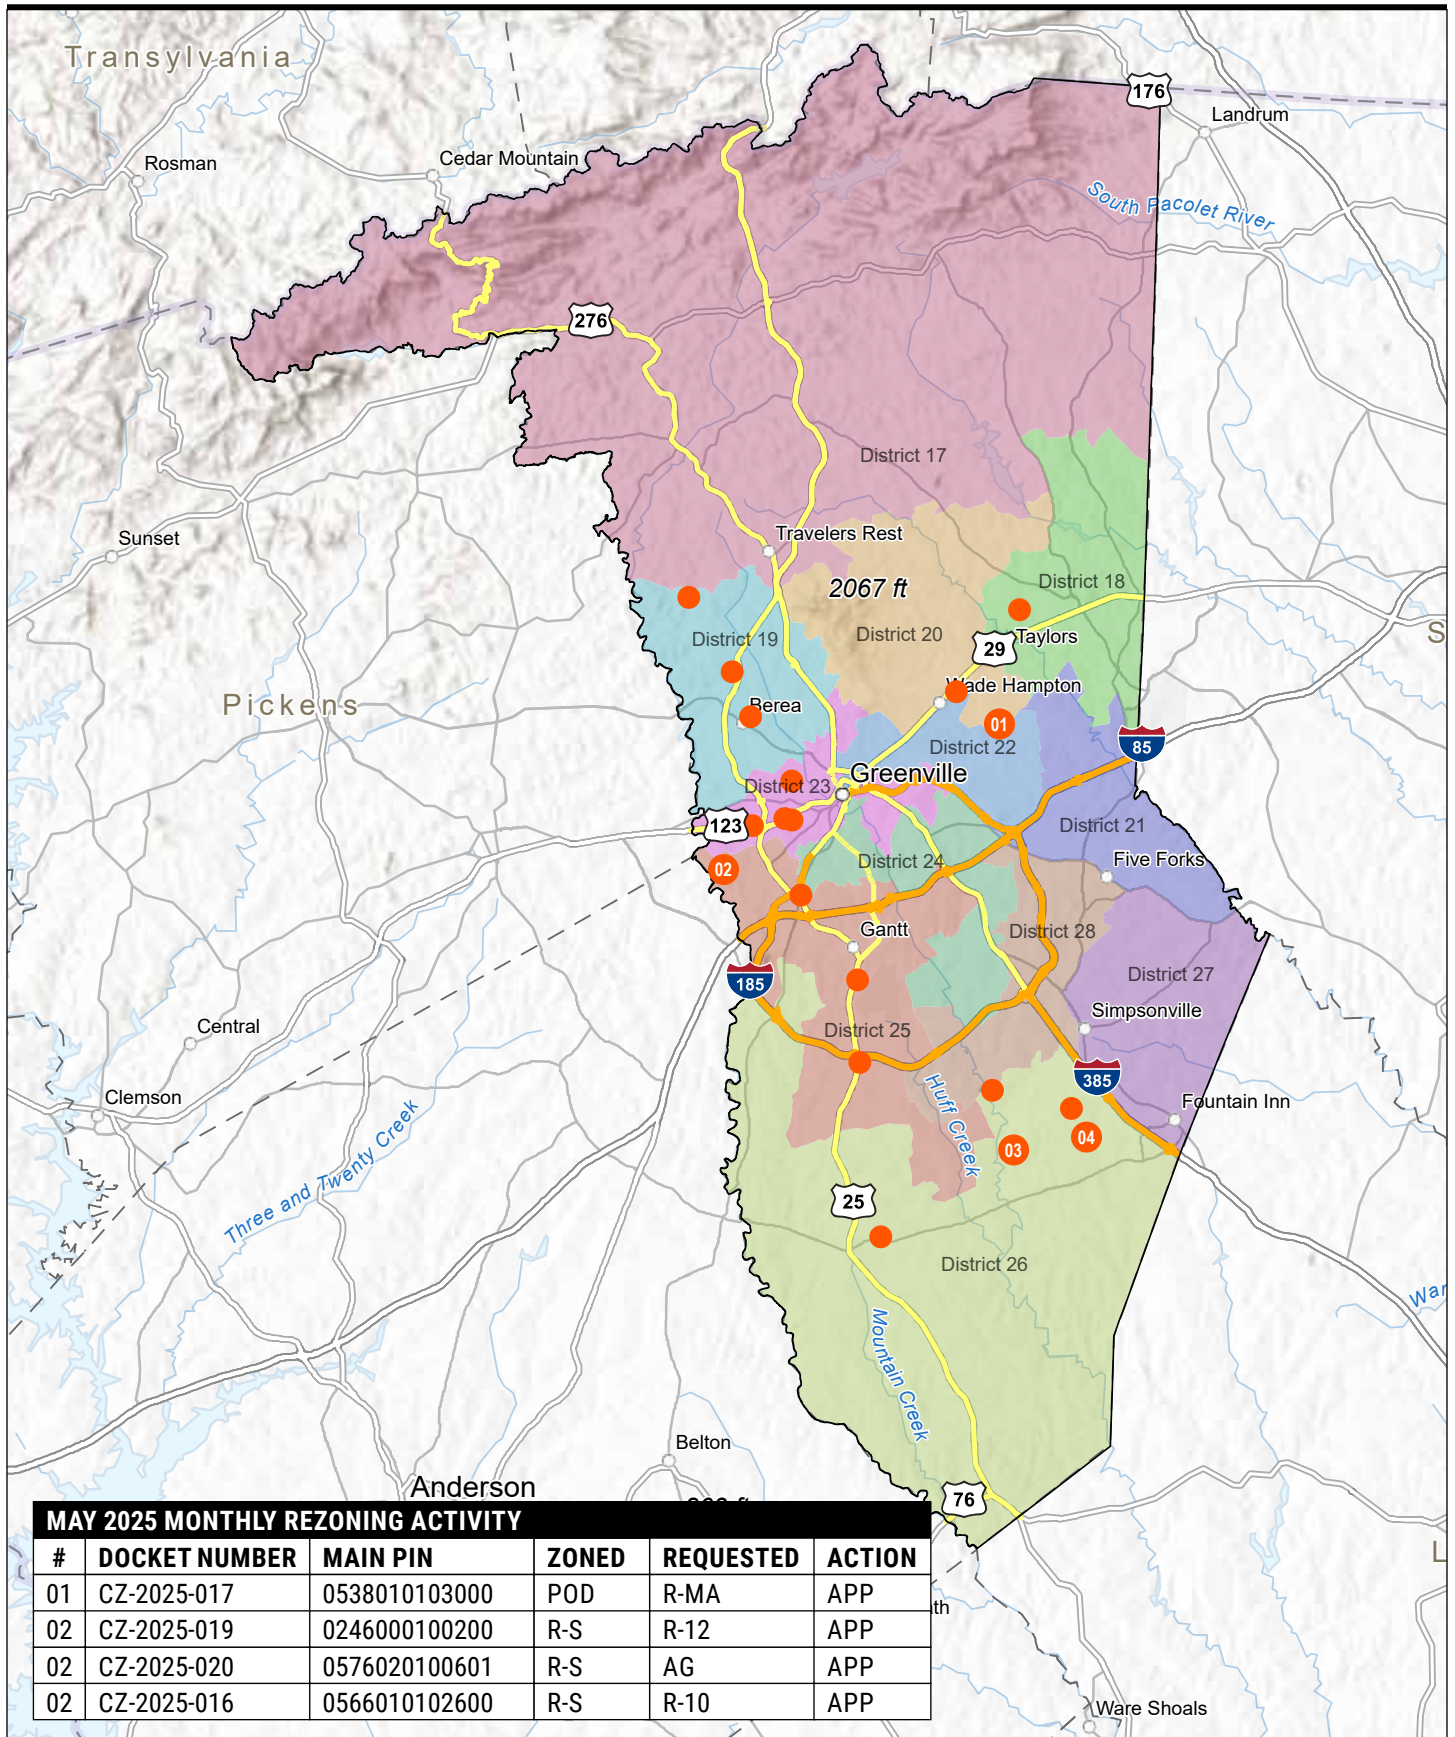 Transylvania
176
Landrum
Rosman
Cedar Mountain
South Pacolet River
276
District 17
Sunset
Travelers Rest
2067 ft
District 18
District 19
District 20
Taylors
29
S
Wade Hampton
Pickens
Berea
01
District 22
85
Greenville
District 23
123
District 21
District 24
Five Forks
02
Gantt
District 28
District 27
185
Simpsonville
Central
District 25
385
Clemson
Huff Creek
Fountain Inn
Three and Twenty Creek
03
04
25
District 26
War
Mountain Creek
Belton
Anderson
76
MAY 2025 MONTHLY REZONING ACTIVITY
# DOCKET NUMBER MAIN PIN ZONED REQUESTED ACTION
01 CZ-2025-017 0538010103000 POD R-MA APP
02 CZ-2025-019 0246000100200 R-S R-12 APP
02 CZ-2025-020 0576020100601 R-S AG APP
02 CZ-2025-016 0566010102600 R-S R-10 APP
L
ath
Ware Shoals